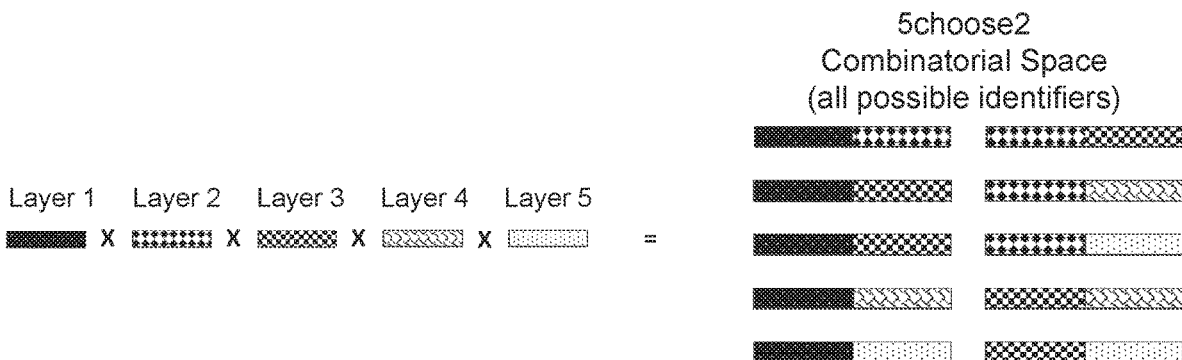 5choose2
Combinatorial Space
(all possible identifiers)
Layer 1 Layer 2 Layer 3 Layer 4 Layer 5
X X X X =